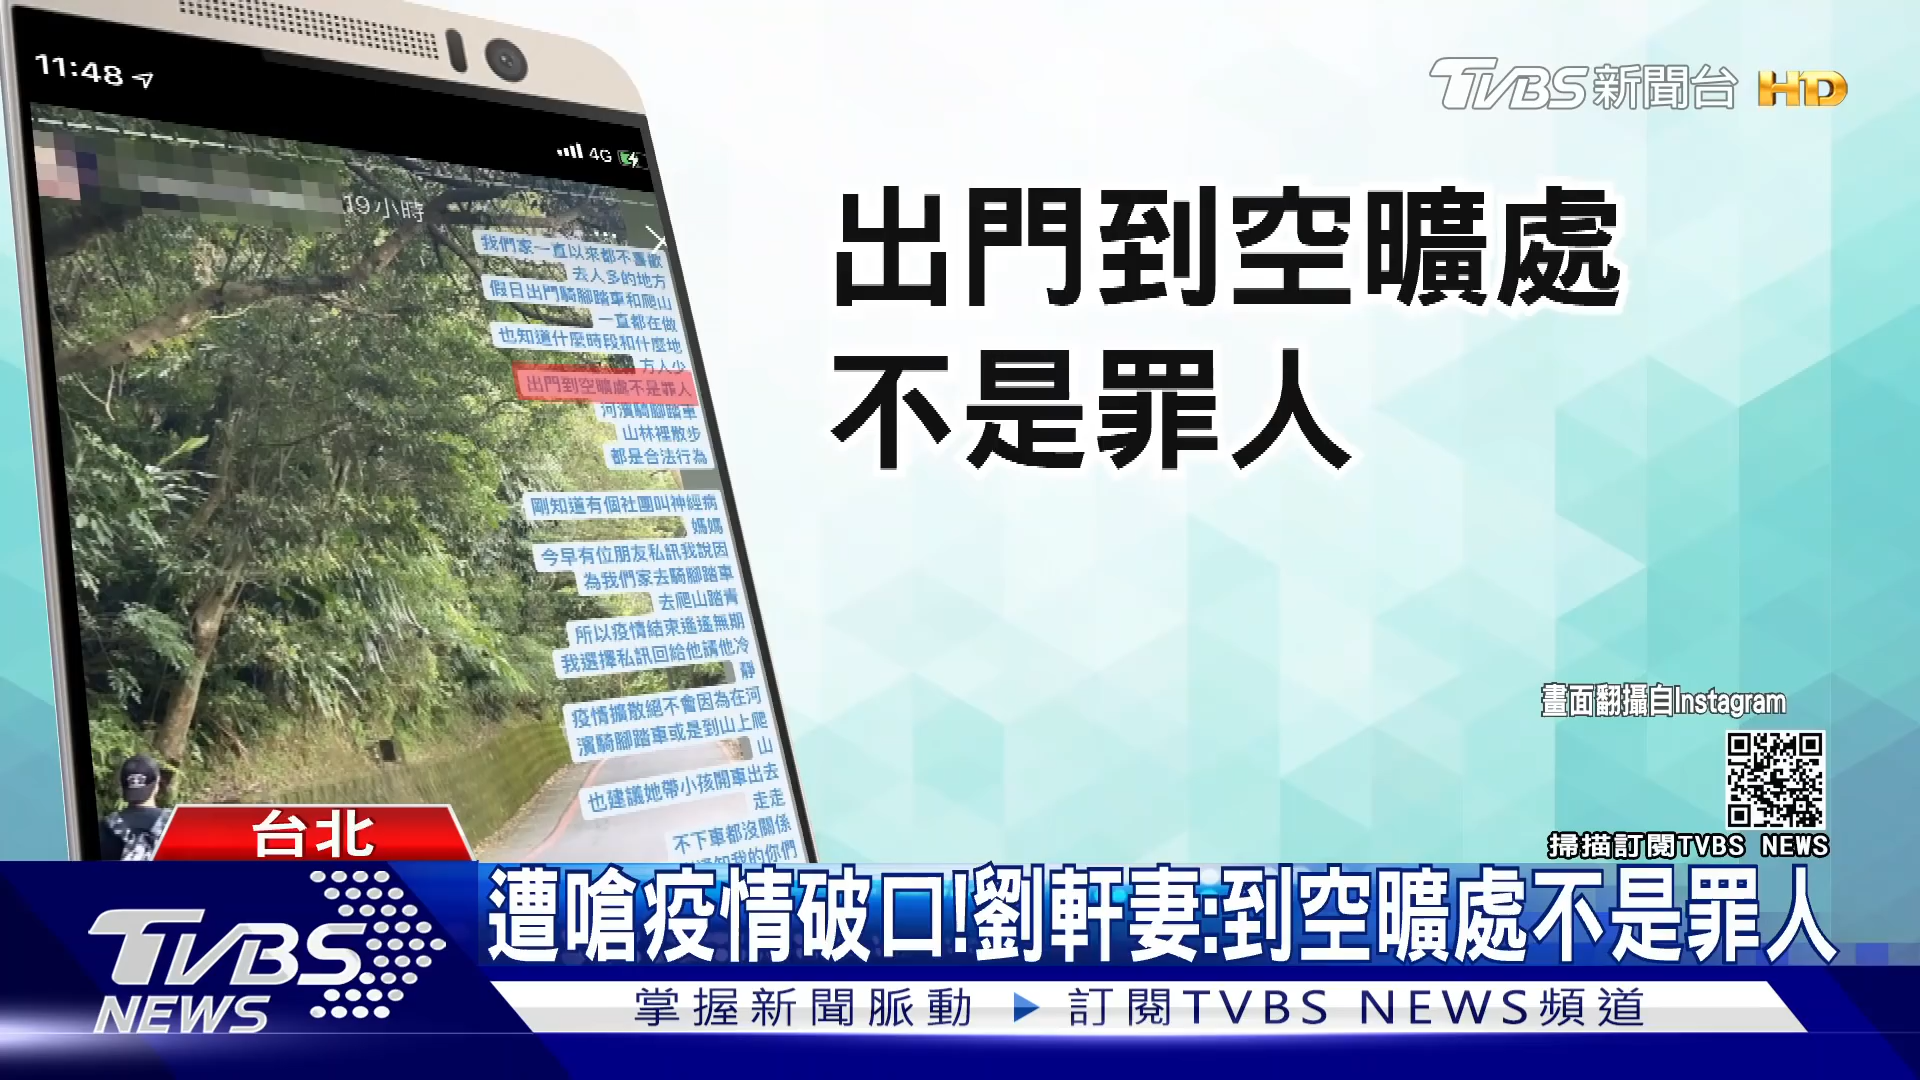 11:48
4G
19小時
我們家一直以來都不喜歡
去人多的地方
假日出門騎腳踏車和爬山
一直都在做
也知道什麼時段和什麼地
方人少
出門到空曠處不是罪人
河濱騎腳踏車
山林裡散步
都是合法行為
剛知道有個社團叫神經病
媽媽
今早有位朋友私訊我說因
為我們家去騎腳踏車
去爬山踏青
所以疫情結束遙遙無期
我選擇私訊回給他請他冷
靜
疫情擴散絕不會因為在河
濱騎腳踏車或是到山上爬
山
也建議她帶小孩開車出去
走走
不下車都沒關係
通知我的你們
TVBS新聞台 HD
出門到空曠處
不是罪人
畫面翻攝自Instagram
掃描訂閱TVBS NEWS
台北
遭嗆疫情破口!劉軒妻:到空曠處不是罪人
TVBS
NEWS
掌握新聞脈動 ▶ 訂閱TVBS NEWS頻道